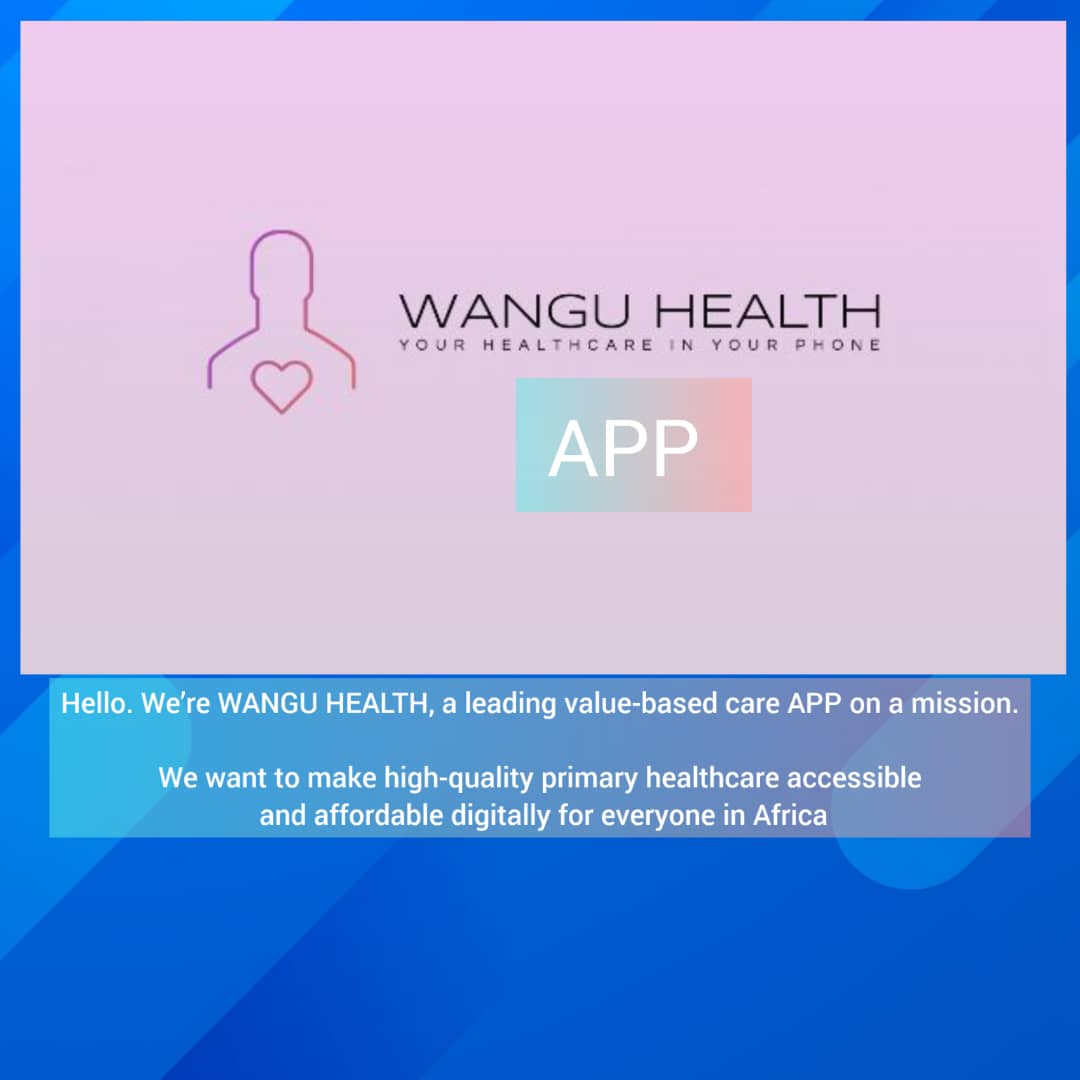 WANGU HEALTH
YOUR HEALTHCARE IN YOUR PHONE
APP
Hello. We’re WANGU HEALTH, a leading value-based care APP on a mission.
We want to make high-quality primary healthcare accessible
and affordable digitally for everyone in Africa